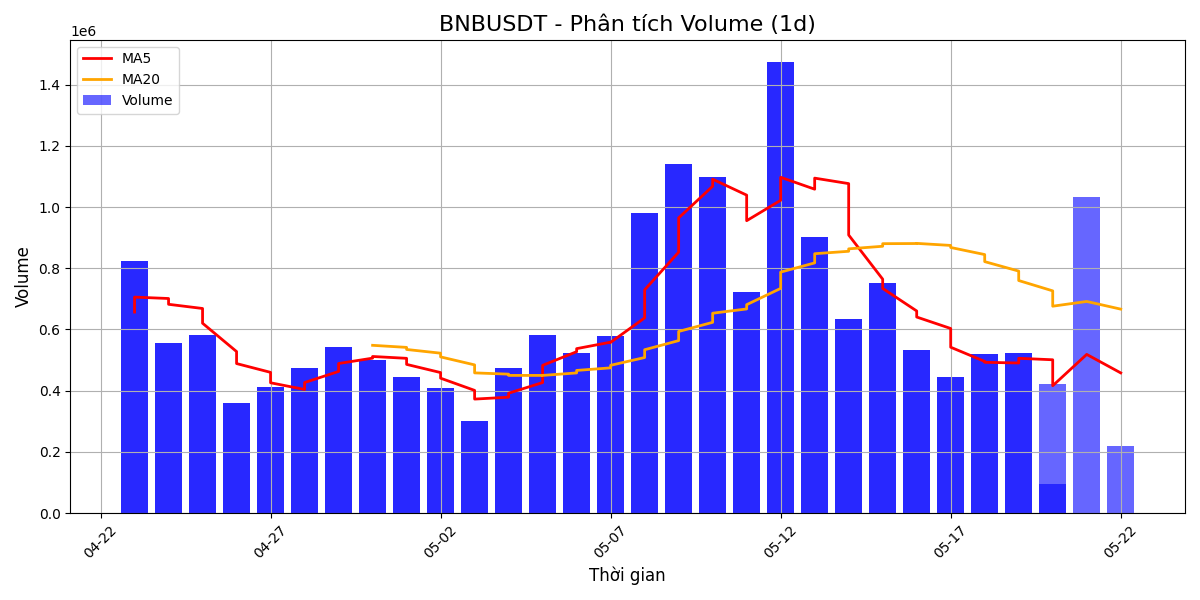 BNBUSDT - Phân tích Volume (1d)
1e6
MA5
MA20
Volume
1.4
1.2
1.0
0.8
0.6
0.4
0.2
0.0
Volume
04-22
04-27
05-02
05-07
05-12
05-17
05-22
Thời gian